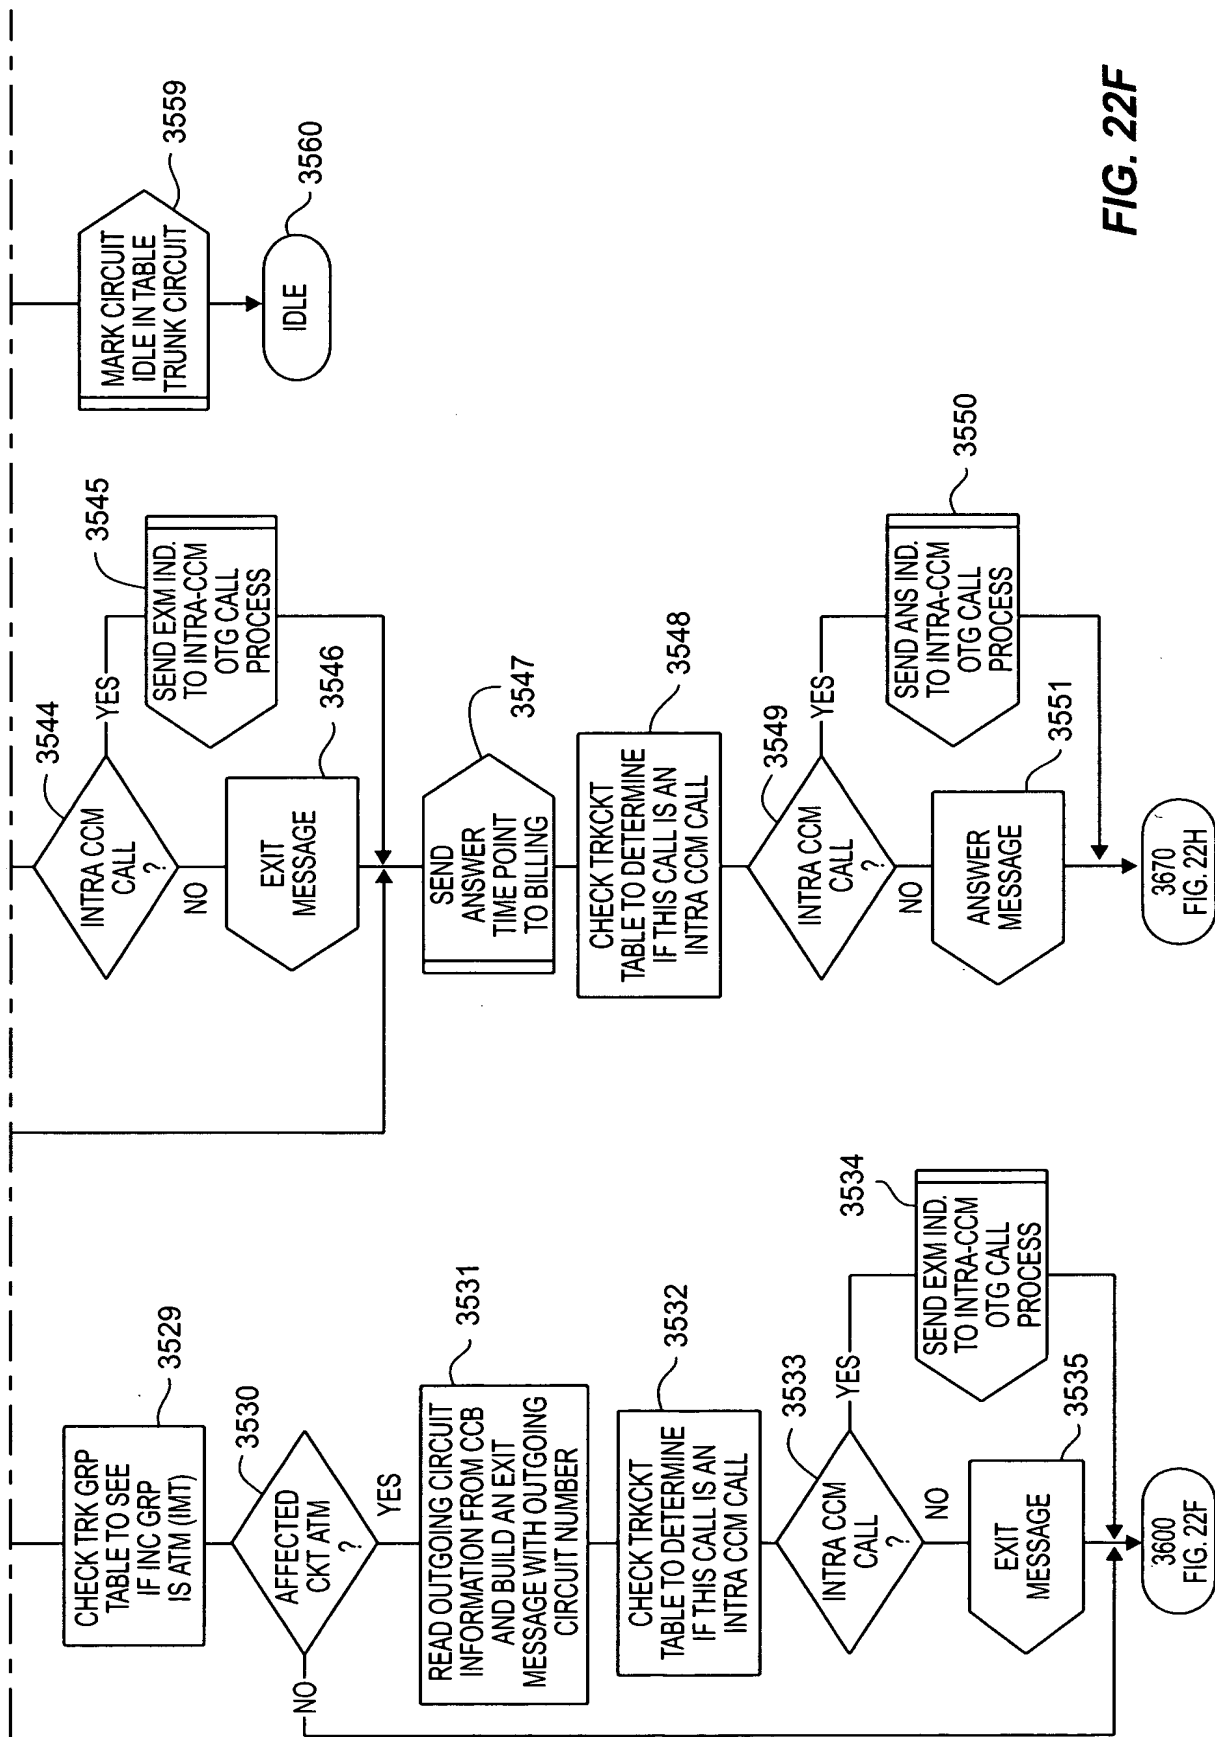 CHECK TRK GRP
TABLE TO SEE
IF INC GRP
IS ATM (IMT)
3529
AFFECTED
CKT ATM
?
3530
NO
YES
READ OUTGOING CIRCUIT
INFORMATION FROM CCB
AND BUILD AN EXIT
MESSAGE WITH OUTGOING
CIRCUIT NUMBER
3531
CHECK TRKCKT
TABLE TO DETERMINE
IF THIS CALL IS AN
INTRA CCM CALL
3532
INTRA CCM
CALL
?
3533
YES
NO
SEND EXM IND.
TO INTRA-CCM
OTG CALL
PROCESS
3534
EXIT
MESSAGE
3535
3600
FIG. 22F
INTRA CCM
CALL
?
3544
YES
NO
SEND EXM IND.
TO INTRA-CCM
OTG CALL
PROCESS
3545
EXIT
MESSAGE
3546
SEND
ANSWER
TIME POINT
TO BILLING
3547
CHECK TRKCKT
TABLE TO DETERMINE
IF THIS CALL IS AN
INTRA CCM CALL
3548
INTRA CCM
CALL
?
3549
YES
NO
SEND ANS IND.
TO INTRA-CCM
OTG CALL
PROCESS
3550
ANSWER
MESSAGE
3551
3670
FIG. 22H
MARK CIRCUIT
IDLE IN TABLE
TRUNK CIRCUIT
3559
IDLE
3560
FIG. 22F